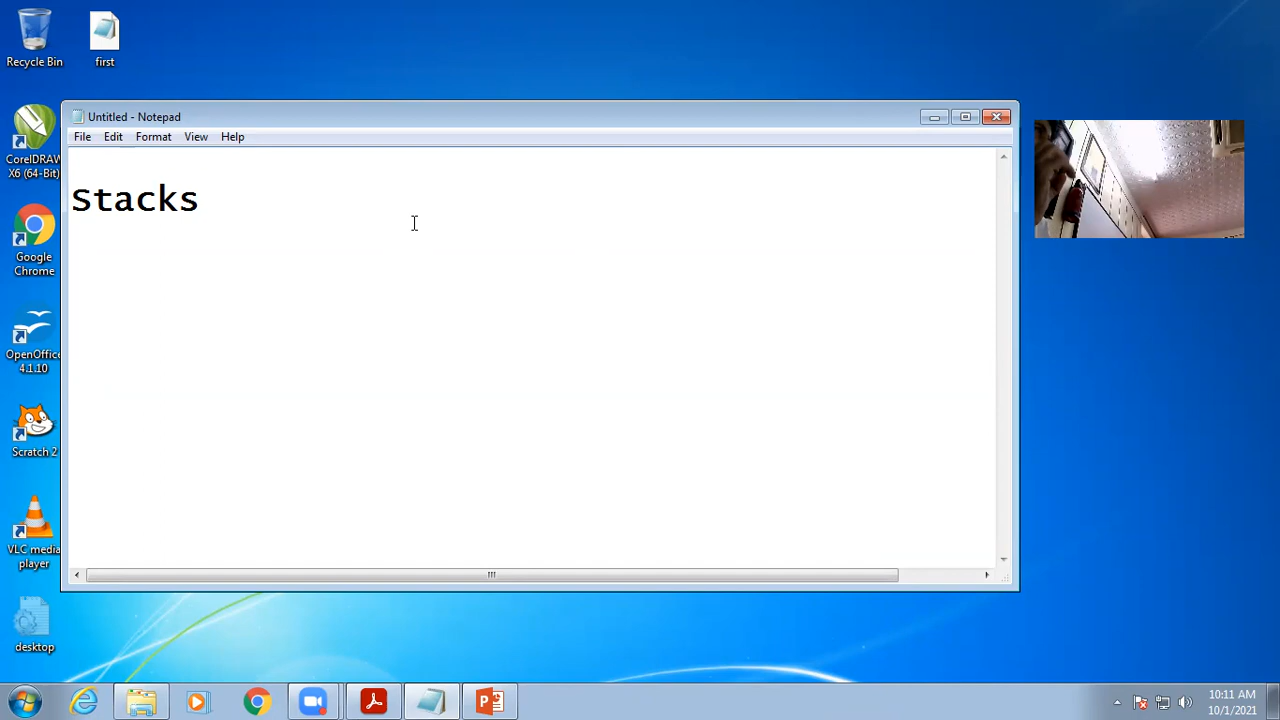 Recycle Bin
first
Untitled - Notepad
File Edit Format View Help
Stacks
CorelDRAW
X6 (64-Bit)
Google
Chrome
OpenOffice
4.1.10
Scratch 2
VLC media
player
desktop
10:11 AM
10/1/2021